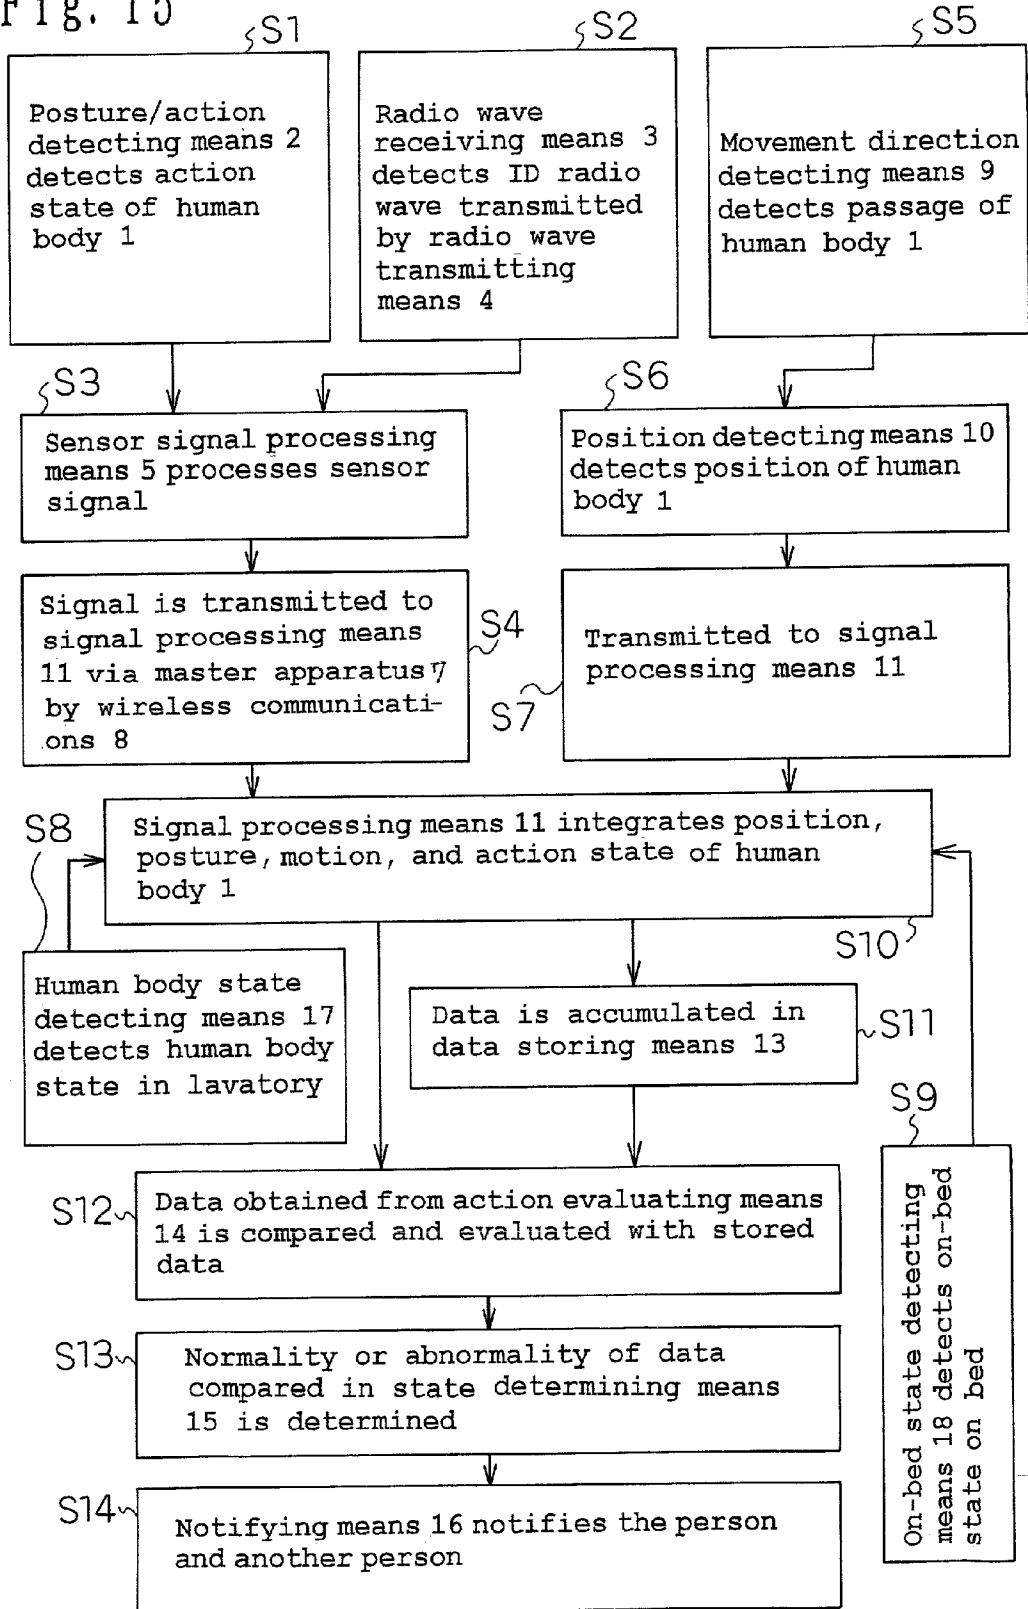 Fig. 15
S1
S2
S5
Posture/action
detecting means 2
detects action
state of human
body 1
Radio wave
receiving means 3
detects ID radio
wave transmitted
by radio wave
transmitting
means 4
Movement direction
detecting means 9
detects passage of
human body 1
S3
Sensor signal processing
means 5 processes sensor
signal
S6
Position detecting means 10
detects position of human
body 1
Signal is transmitted to
signal processing means
11 via master apparatus 7
by wireless communicati-
ons 8
S4
Transmitted to signal
processing means 11
S7
S8
Signal processing means 11 integrates position,
posture, motion, and action state of human
body 1
S10
Human body state
detecting means 17
detects human body
state in lavatory
Data is accumulated in
data storing means 13
S11
S9
On-bed state detecting
means 18 detects on-bed
state on bed
S12
Data obtained from action evaluating means
14 is compared and evaluated with stored
data
S13
Normality or abnormality of data
compared in state determining means
15 is determined
S14
Notifying means 16 notifies the person
and another person